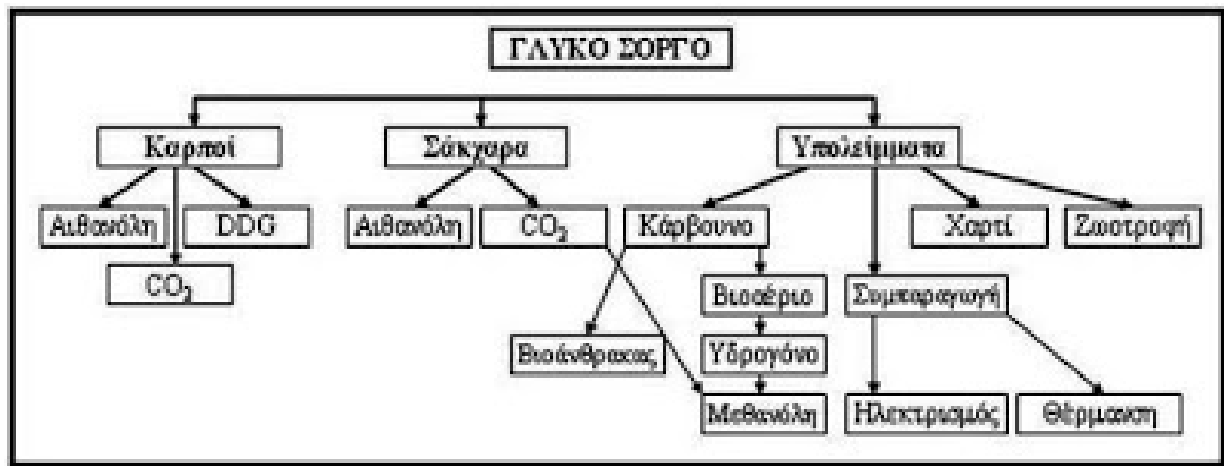 ΓΛΥΚΟ ΣΟΡΓΟ
Καρποί
Σάκχαρα
Υπολείμματα
Αιθανόλη
DDG
Αιθανόλη
CO₂
Κάρβουνο
Χαρτί
Ζωοτροφή
CO₂
Βιοαέριο
Συμπαραγωγή
Βιοάνθρακας
Υδρογόνο
Μεθανόλη
Ηλεκτρισμός
Θέρμανση